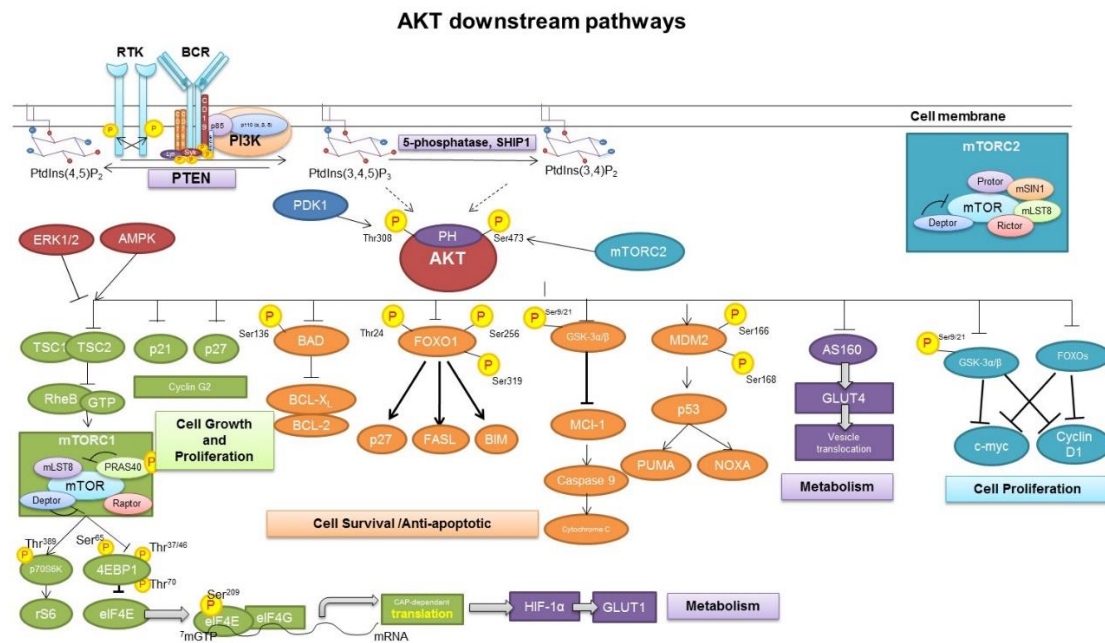 AKT downstream pathways
RTK
BCR
CD19
P
P
p85
p110 (α, β, δ)
PI3K
Lyn
Syk
P
P
P
Cell membrane
PtdIns(4,5)P2
PTEN
PtdIns(3,4,5)P3
5-phosphatase, SHIP1
PtdIns(3,4)P2
mTORC2
Protor
mSIN1
mTOR
mLST8
Deptor
Rictor
PDK1
P
Thr308
PH
AKT
P
Ser473
mTORC2
ERK1/2
AMPK
TSC1
TSC2
p21
p27
Cyclin G2
RheB
GTP
mTORC1
mLST8
PRAS40
P
mTOR
Deptor
Raptor
Cell Growth
and
Proliferation
P
Ser136
BAD
BCL-XL
BCL-2
P
Thr24
FOXO1
P
Ser256
P
Ser319
p27
FASL
BIM
P
Ser9/21
GSK-3α/β
MCl-1
Caspase 9
Cytochrome C
MDM2
P
Ser166
P
Ser168
p53
PUMA
NOXA
Cell Survival /Anti-apoptotic
AS160
GLUT4
Vesicle
translocation
Metabolism
P
Ser9/21
GSK-3α/β
FOXOs
c-myc
Cyclin
D1
Cell Proliferation
Thr389
P
p70S6K
rS6
Ser65
P
Thr37/46
P
4EBP1
P
Thr70
eIF4E
Ser209
P
eIF4E
eIF4G
7mGTP
mRNA
CAP-dependent
translation
HIF-1α
GLUT1
Metabolism